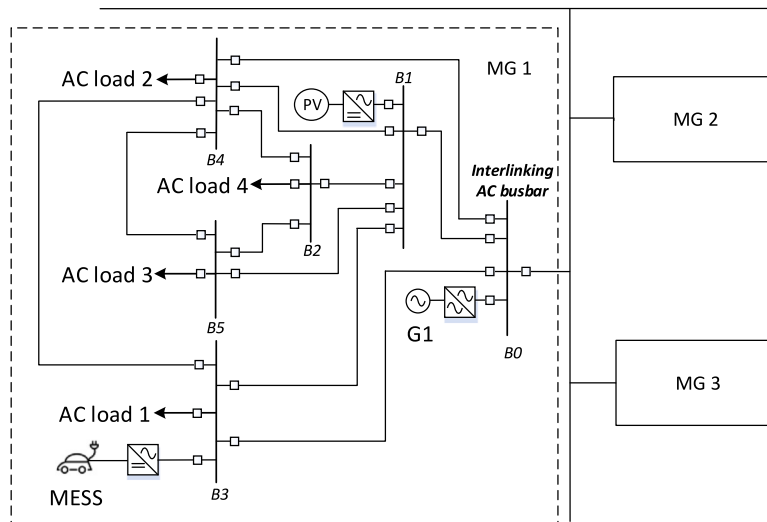 B1
MG 1
AC load 2
PV
MG 2
B4
Interlinking
AC busbar
AC load 4
B2
AC load 3
G1
B5
B0
MG 3
AC load 1
MESS
B3